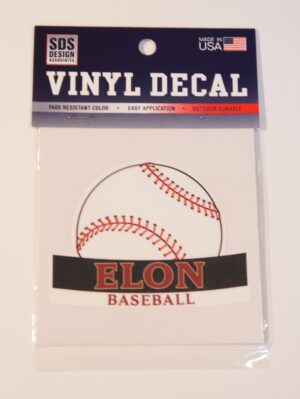 SDS
DESIGN
ASSOCIATES
MADE IN
USA
VINYL DECAL
FADE RESISTANT COLOR • EASY APPLICATION • OUTDOOR DURABLE
ELON
BASEBALL